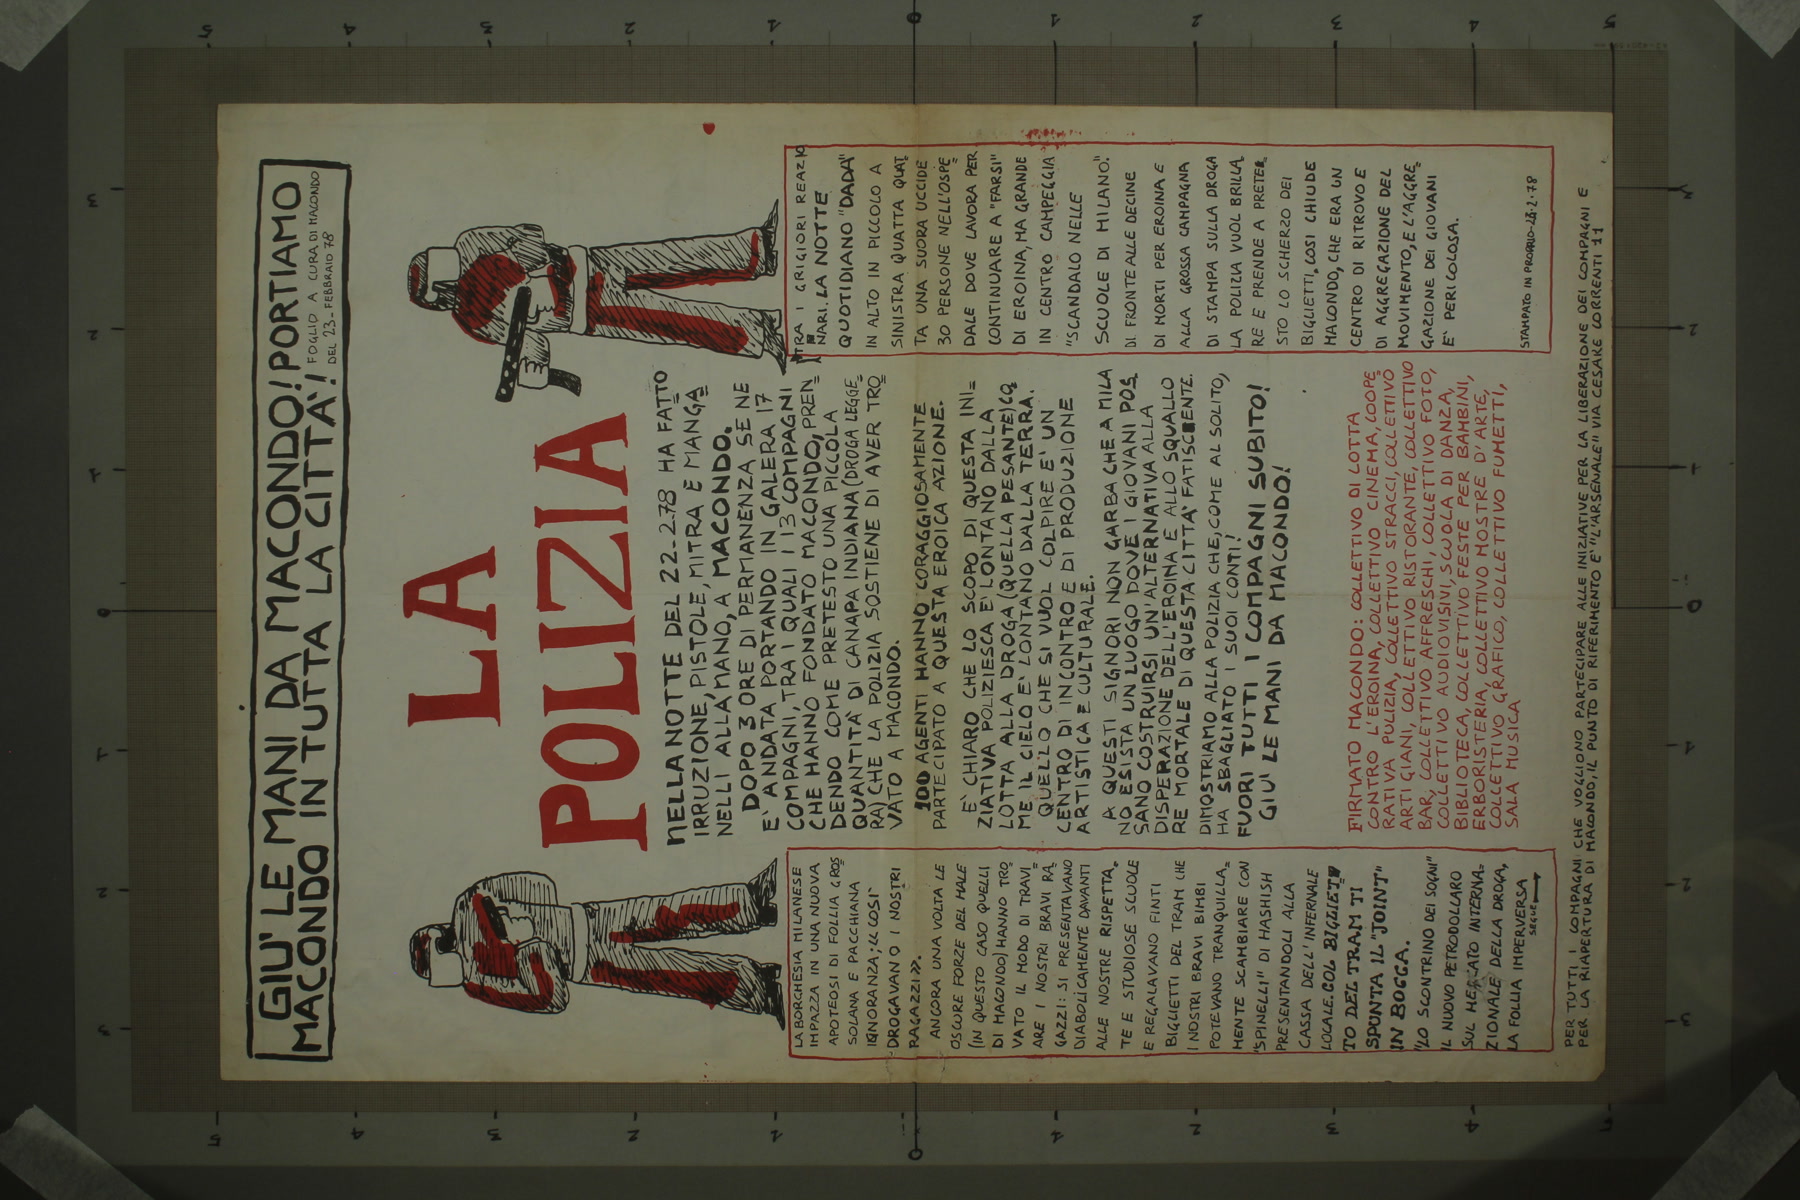 GIU' LE MANI DA MACONDO! PORTIAMO
MACONDO IN TUTTA LA CITTA'!
FOGLIO A CURA DI MACONDO
DEL 23-FEBBRAIO 78
LA
POLIZIA
NELLA NOTTE DEL 22-2.78 HA FATTO
IRRUZIONE, PISTOLE, MITRA E MANGA
NELLI ALLA MANO, A MACONDO.
DOPO 3 ORE DI PERMANENZA SE NE
E' ANDATA PORTANDO IN GALERA 17
COMPAGNI, TRA I QUALI I 13 COMPAGNI
CHE HANNO FONDATO MACONDO, PREN
DENDO COME PRETESTO UNA PICCOLA
QUANTITA' DI CANAPA INDIANA (DROGA LEGGE
RA) CHE LA POLIZIA SOSTIENE DI AVER TRO
VATO A MACONDO.
100 AGENTI HANNO CORAGGIOSAMENTE
PARTECIPATO A QUESTA EROICA AZIONE.
E' CHIARO CHE LO SCOPO DI QUESTA INI=
ZIATIVA POLIZIESCA E' LONTANO DALLA
LOTTA ALLA DROGA (QUELLA PESANTE) CO
ME IL CIELO E' LONTANO DALLA TERRA.
QUELLO CHE SI VUOL COLPIRE E' UN
CENTRO DI INCONTRO E DI PRODUZIONE
ARTISTICA E CULTURALE.
A QUESTI SIGNORI NON GARBA CHE A MILA
NO ESISTA UN LUOGO DOVE I GIOVANI POS
SANO COSTRUIRSI UN'ALTERNATIVA ALLA
DISPERAZIONE DELL'EROINA E ALLO SQUALLO
RE MORTALE DI QUESTA CITTA' FATISCENTE.
DIMOSTRIAMO ALLA POLIZIA CHE, COME AL SOLITO,
HA SBAGLIATO I SUOI CONTI!
FUORI TUTTI I COMPAGNI SUBITO!
GIU' LE MANI DA MACONDO!
FIRMATO MACONDO: COLLETTIVO DI LOTTA
CONTRO L'EROINA, COLLETTIVO CINEMA, COOPE
RATIVA PULIZIA, COLLETTIVO STRACCI, COLLETTIVO
ARTIGIANI, COLLETTIVO RISTORANTE, COLLETTIVO
BAR, COLLETTIVO AFFRESCHI, COLLETTIVO FOTO,
COLLETTIVO AUDIOVISIVI, SCUOLA DI DANZA,
BIBLIOTECA, COLLETTIVO FESTE PER BAMBINI,
ERBORISTERIA, COLLETTIVO MOSTRE D'ARTE,
COLLETTIVO GRAFICO, COLLETTIVO FUMETTI,
SALA MUSICA
LA BORGHESIA MILANESE
IMPAZZA IN UNA NUOVA
APOTEOSI DI FOLLIA GROS
SOLANA E PACCHIANA
IGNORANZA; «COSI'
DROGAVANO I NOSTRI
RAGAZZI».
ANCORA UNA VOLTA LE
OSCURE FORZE DEL MALE
(IN QUESTO CASO QUELLI
DI MACONDO) HANNO TRO
VATO IL MODO DI TRAVI=
ARE I NOSTRI BRAVI RA
GAZZI: SI PRESENTAVANO
DIABOLICAMENTE DAVANTI
ALLE NOSTRE RISPETTA.
TE E STUDIOSE SCUOLE
E REGALAVANO FINTI
BIGLIETTI DEL TRAM CHE
I NOSTRI BRAVI BIMBI
POTEVANO TRANQUILLA=
MENTE SCAMBIARE CON
"SPINELLI" DI HASHISH
PRESENTANDOLI ALLA
CASSA DELL'INFERNALE
LOCALE. COL BIGLIET
TO DEL TRAM TI
SPUNTA IL "JOINT"
IN BOCCA.
"LO SCONTRINO DEI SOGNI"
IL NUOVO PETRODOLLARO
SUL MERCATO INTERNA-
ZIONALE DELLA DROGA,
LA FOLLIA IMPERVERSA
SEGUE
TRA I GRIGIORI REAZIO
NARI. LA NOTTE
QUOTIDIANO "DADA"
IN ALTO IN PICCOLO A
SINISTRA QUATTA QUAT
TA UNA SUORA UCCIDE
30 PERSONE NELL'OSPE
DALE DOVE LAVORA PER
CONTINUARE A "FARSI"
DI EROINA, MA GRANDE
IN CENTRO CAMPEGGIA
"SCANDALO NELLE
SCUOLE DI MILANO".
DI FRONTE ALLE DECINE
DI MORTI PER EROINA E
ALLA GROSSA CAMPAGNA
DI STAMPA SULLA DROGA
LA POLIZIA VUOL BRILLA
RE E PRENDE A PRETE
STO LO SCHERZO DEI
BIGLIETTI, COSI CHIUDE
MACONDO, CHE ERA UN
CENTRO DI RITROVO E
DI AGGREGAZIONE DEL
MOVIMENTO, E L'AGGRE=
GAZIONE DEI GIOVANI
E' PERICOLOSA.
STAMPATO IN PROPRIO-23-2-78
PER TUTTI I COMPAGNI CHE VOGLIONO PARTECIPARE ALLE INIZIATIVE PER LA LIBERAZIONE DEI COMPAGNI E
PER LA RIAPERTURA DI MACONDO, IL PUNTO DI RIFERIMENTO E' "L'ARSENALE" VIA CESARE CORRENTI 11